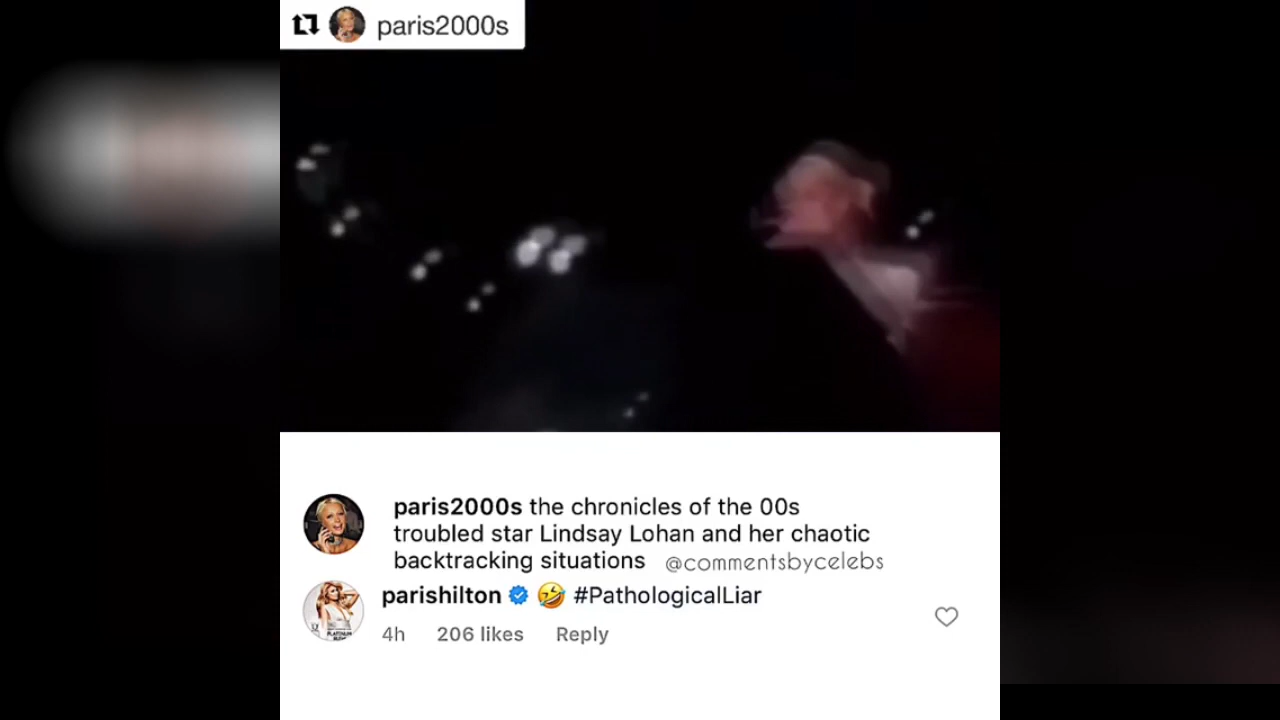 paris2000s
paris2000s the chronicles of the 00s
troubled star Lindsay Lohan and her chaotic
backtracking situations @commentsbycelebs
parishilton 🤣 #PathologicalLiar
4h 206 likes Reply